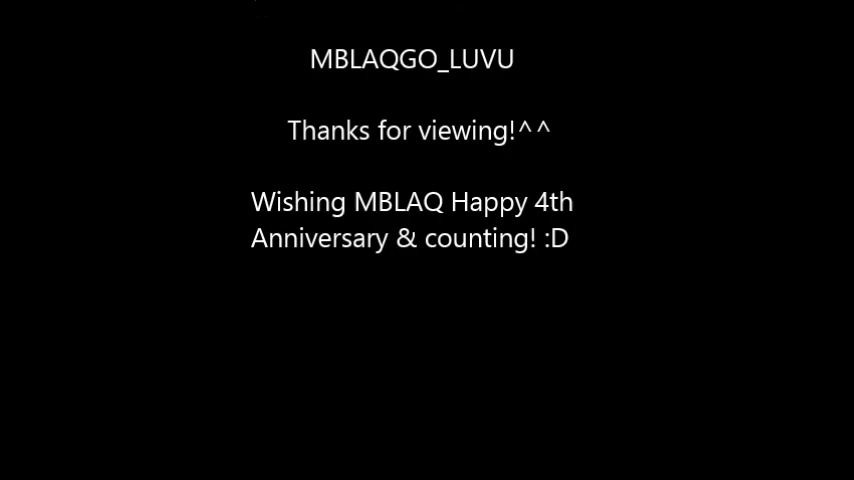 MBLAQGO_LUVU
Thanks for viewing!^^
Wishing MBLAQ Happy 4th
Anniversary & counting! :D